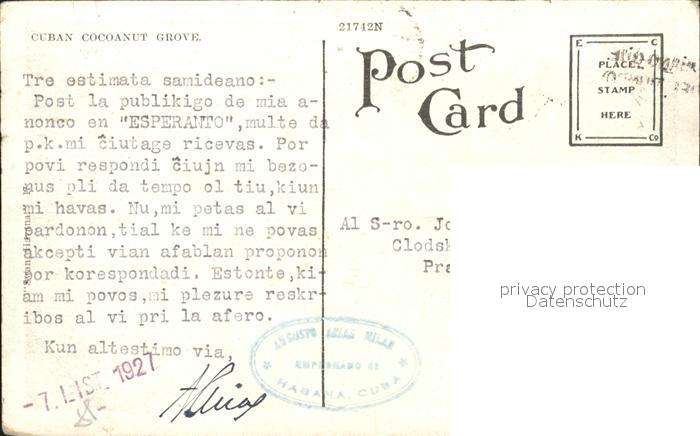 CUBAN COCOANUT GROVE.
21742N
Post
Card
E C
PLACE
STAMP
HERE
K Co
Tre estimata samideano:-
Post la publikigo de mia a-
nonco en "ESPERANTO",multe da
p.k.mi ĉiutage ricevas. Por
povi respondi ĉiujn mi bezo-
nus pli da tempo ol tiu,kiun
mi havas. Nu,mi petas al vi
pardonon,tial ke mi ne povas
akcepti vian afablan proponon
por korespondadi. Estonte,ki-
am mi povos,mi plezure reskr-
ibos al vi pri la afero.
Kun altestimo via,
Al S-ro. Jo
Clodsk
Pra
privacy protection
Datenschutz
AUGUSTO ARIAS MILAN
EMPEDRADO 42
HABANA, CUBA
-7. LIST. 1927